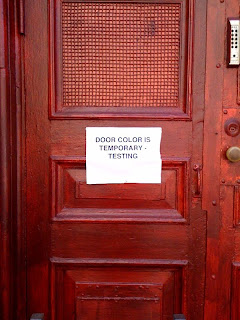 DOOR COLOR IS
TEMPORARY -
TESTING